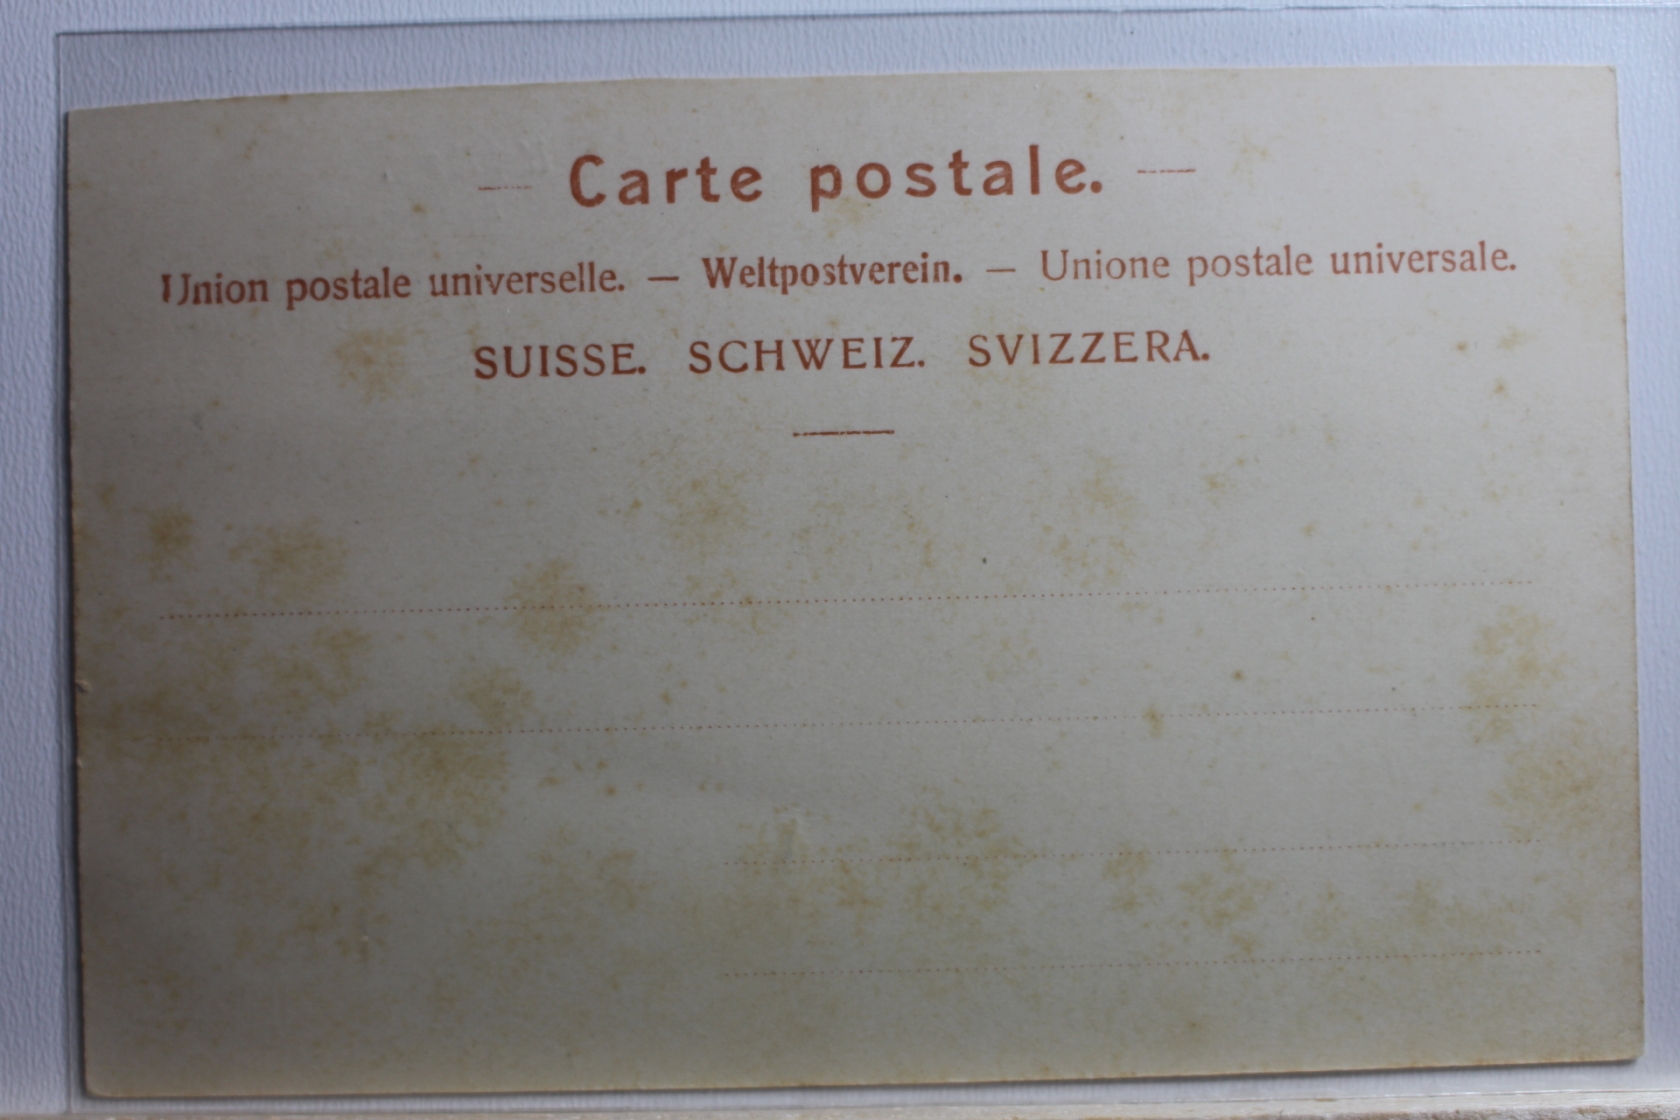 — Carte postale. —
Union postale universelle. — Weltpostverein. — Unione postale universale.
SUISSE. SCHWEIZ. SVIZZERA.